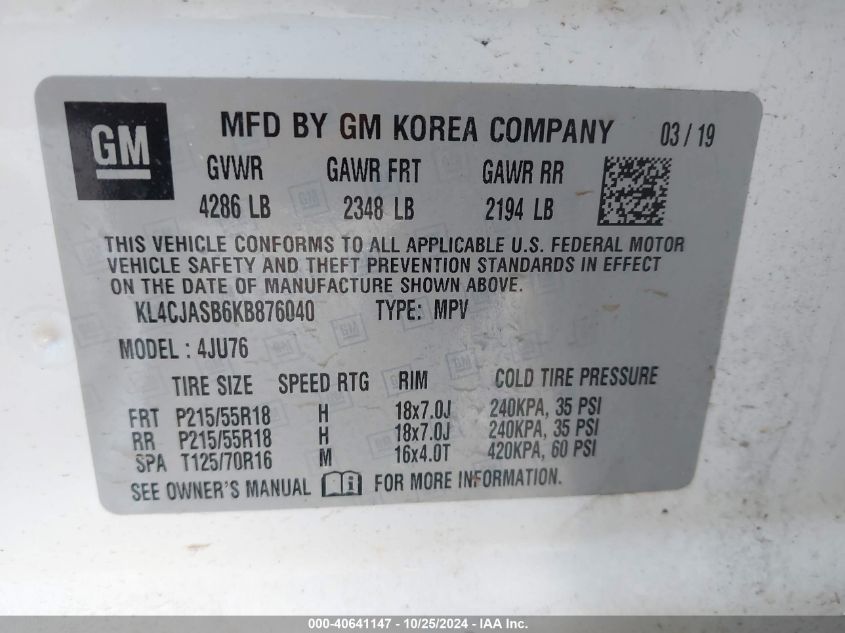 GM
MFD BY GM KOREA COMPANY 03 / 19
GVWR GAWR FRT GAWR RR
4286 LB 2348 LB 2194 LB
THIS VEHICLE CONFORMS TO ALL APPLICABLE U.S. FEDERAL MOTOR
VEHICLE SAFETY AND THEFT PREVENTION STANDARDS IN EFFECT
ON THE DATE OF MANUFACTURE SHOWN ABOVE.
KL4CJASB6KB876040 TYPE: MPV
MODEL : 4JU76
TIRE SIZE SPEED RTG RIM COLD TIRE PRESSURE
FRT P215/55R18 H 18x7.0J 240KPA, 35 PSI
RR P215/55R18 H 18x7.0J 240KPA, 35 PSI
SPA T125/70R16 M 16x4.0T 420KPA, 60 PSI
SEE OWNER'S MANUAL FOR MORE INFORMATION.
000-40641147 - 10/25/2024 - IAA Inc.